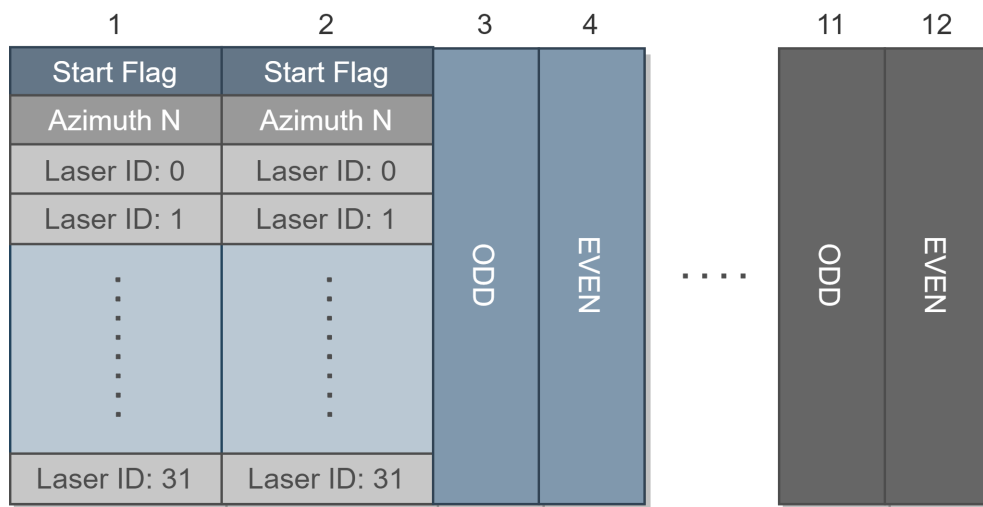 1 2 3 4 11 12
Start Flag Start Flag
Azimuth N Azimuth N
Laser ID: 0 Laser ID: 0
Laser ID: 1 Laser ID: 1
ODD EVEN ODD EVEN
Laser ID: 31 Laser ID: 31